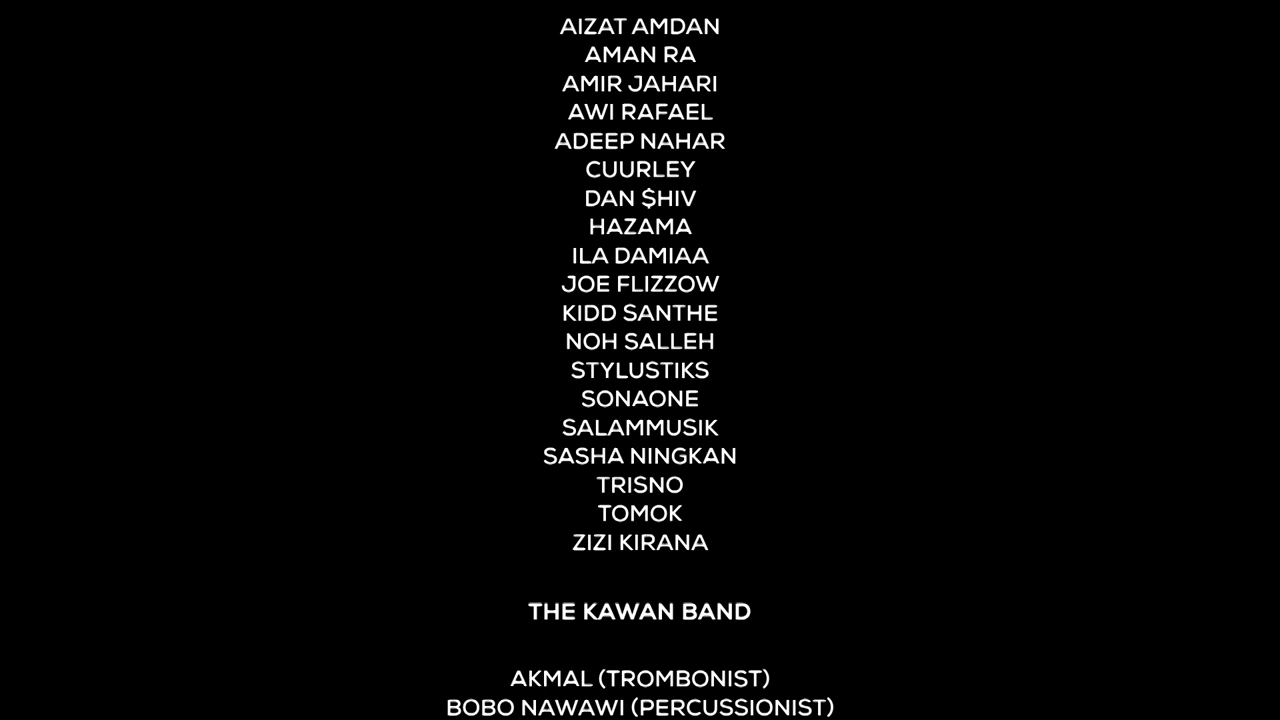 AIZAT AMDAN
AMAN RA
AMIR JAHARI
AWI RAFAEL
ADEEP NAHAR
CUURLEY
DAN $HIV
HAZAMA
ILA DAMIAA
JOE FLIZZOW
KIDD SANTHE
NOH SALLEH
STYLUSTIKS
SONAONE
SALAMMUSIK
SASHA NINGKAN
TRISNO
TOMOK
ZIZI KIRANA
THE KAWAN BAND
AKMAL (TROMBONIST)
BOBO NAWAWI (PERCUSSIONIST)